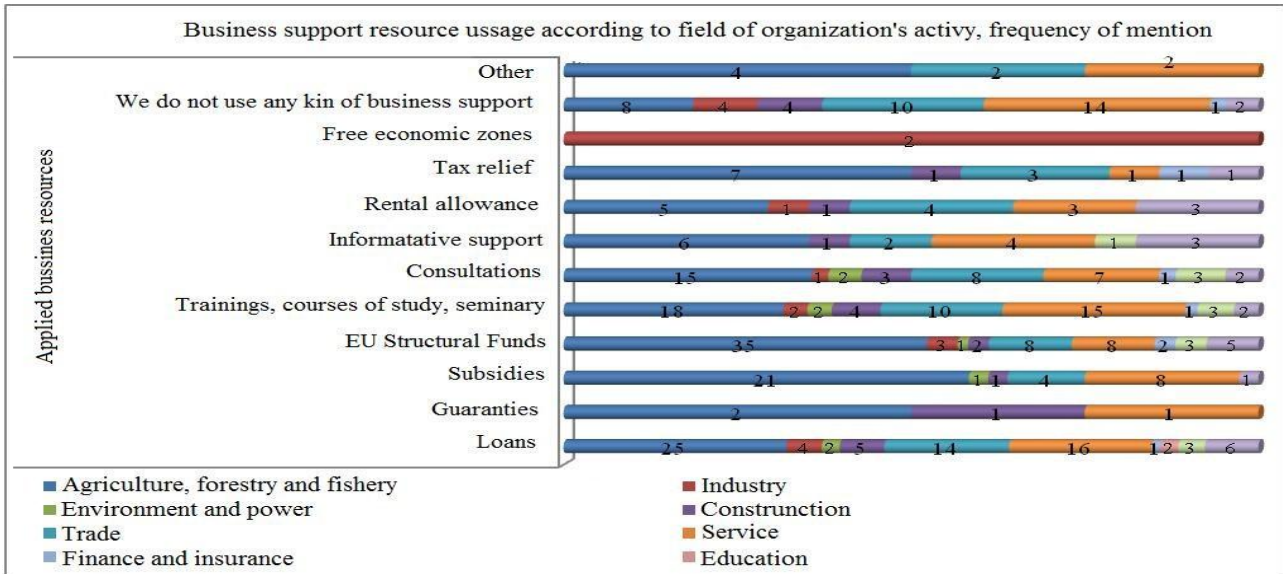 Business support resource ussage according to field of organization's activy, frequency of mention
Applied bussines resources
Other
4 2 2
We do not use any kin of business support
8 4 4 10 14 1 2
Free economic zones
2
Tax relief
7 1 3 1 1 1
Rental allowance
5 1 1 4 3 3
Informatative support
6 1 2 4 1 3
Consultations
15 1 2 3 8 7 1 3 2
Trainings, courses of study, seminary
18 2 2 4 10 15 1 3 2
EU Structural Funds
35 3 1 2 8 8 2 3 5
Subsidies
21 1 1 4 8 1
Guaranties
2 1 1
Loans
25 4 2 5 14 16 1 2 3 6
Agriculture, forestry and fishery
Industry
Environment and power
Construnction
Trade
Service
Finance and insurance
Education